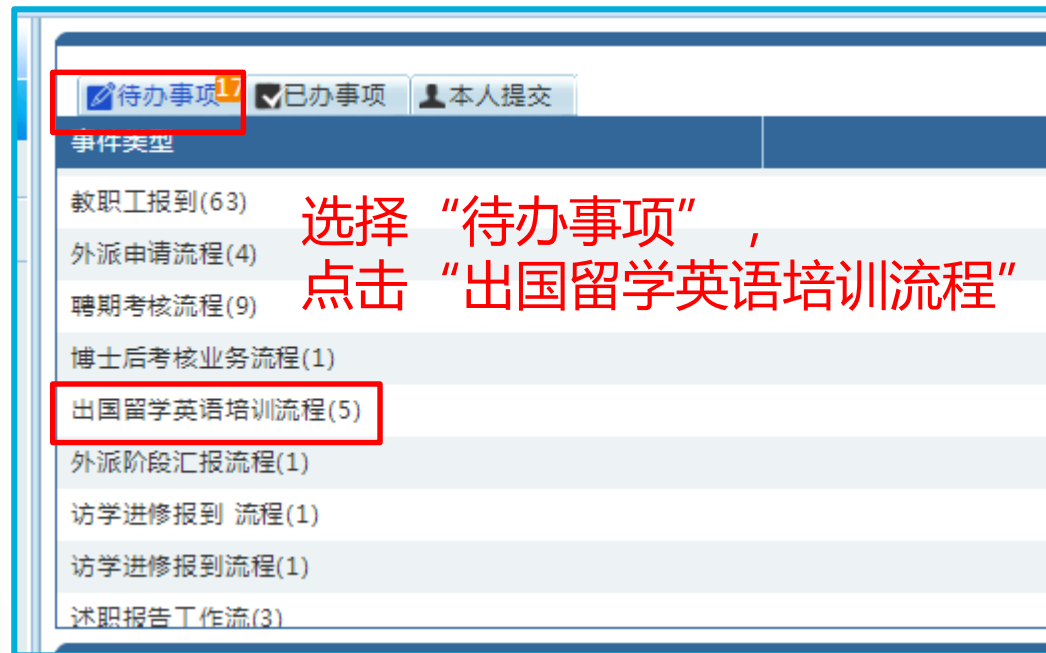 待办事项 17 已办事项 本人提交
事件类型
教职工报到(63)
选择“待办事项”,
外派申请流程(4)
点击“出国留学英语培训流程”
聘期考核流程(9)
博士后考核业务流程(1)
出国留学英语培训流程(5)
外派阶段汇报流程(1)
访学进修报到 流程(1)
访学进修报到流程(1)
述职报告工作流(3)